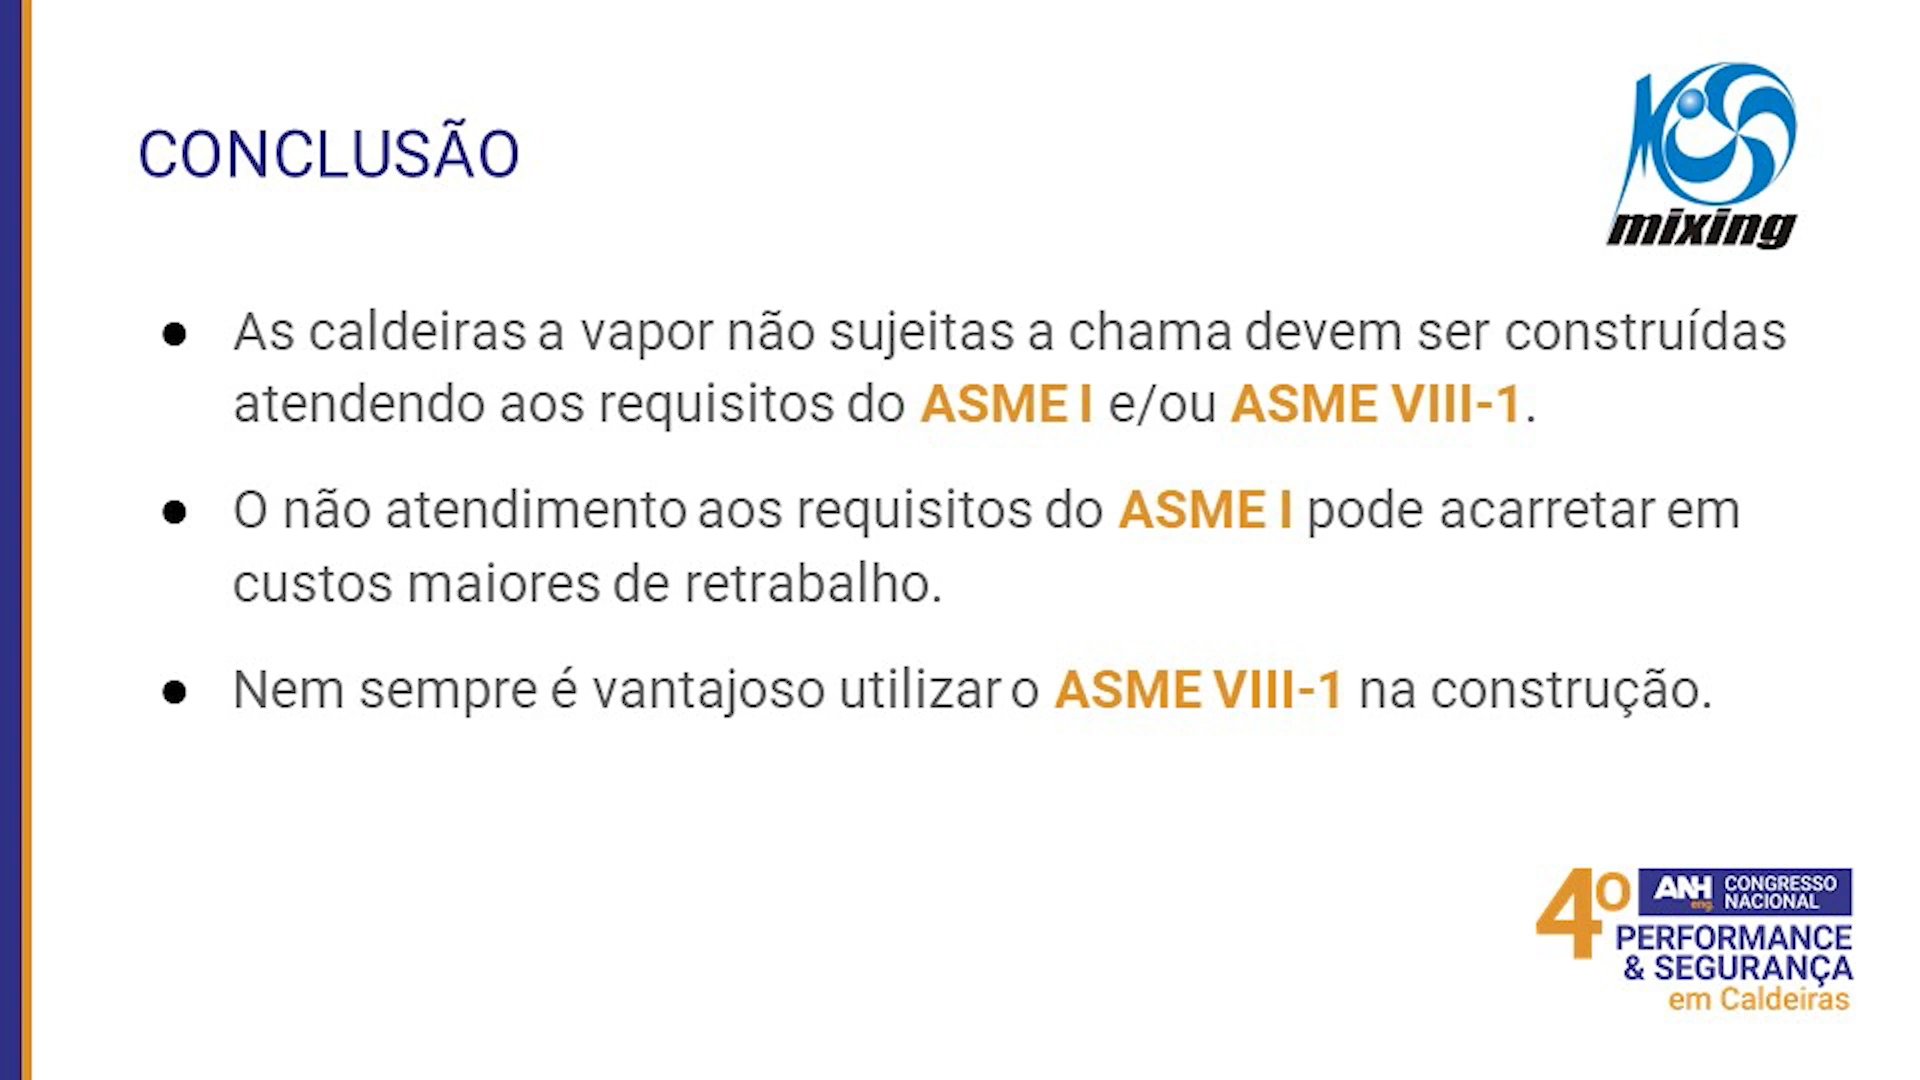 CONCLUSÃO
mixing
● As caldeiras a vapor não sujeitas a chama devem ser construídas
atendendo aos requisitos do ASME I e/ou ASME VIII-1.
● O não atendimento aos requisitos do ASME I pode acarretar em
custos maiores de retrabalho.
● Nem sempre é vantajoso utilizar o ASME VIII-1 na construção.
4º ANH eng. CONGRESSO
NACIONAL
PERFORMANCE
& SEGURANÇA
em Caldeiras